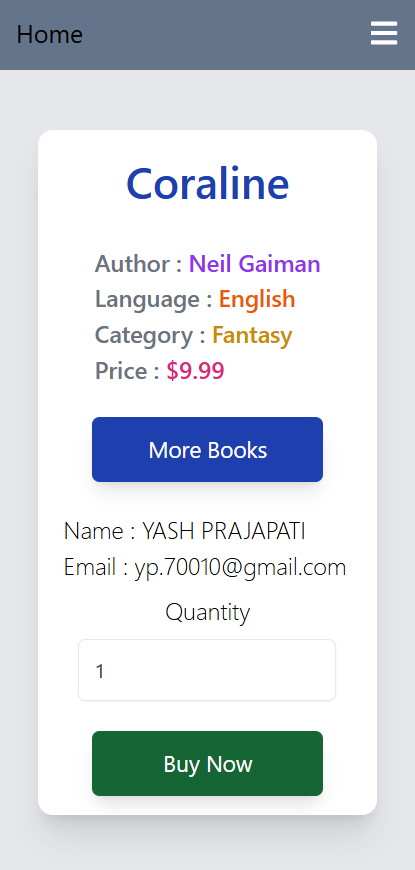 Home
Coraline
Author : Neil Gaiman
Language : English
Category : Fantasy
Price : $9.99
More Books
Name : YASH PRAJAPATI
Email : yp.70010@gmail.com
Quantity
1
Buy Now